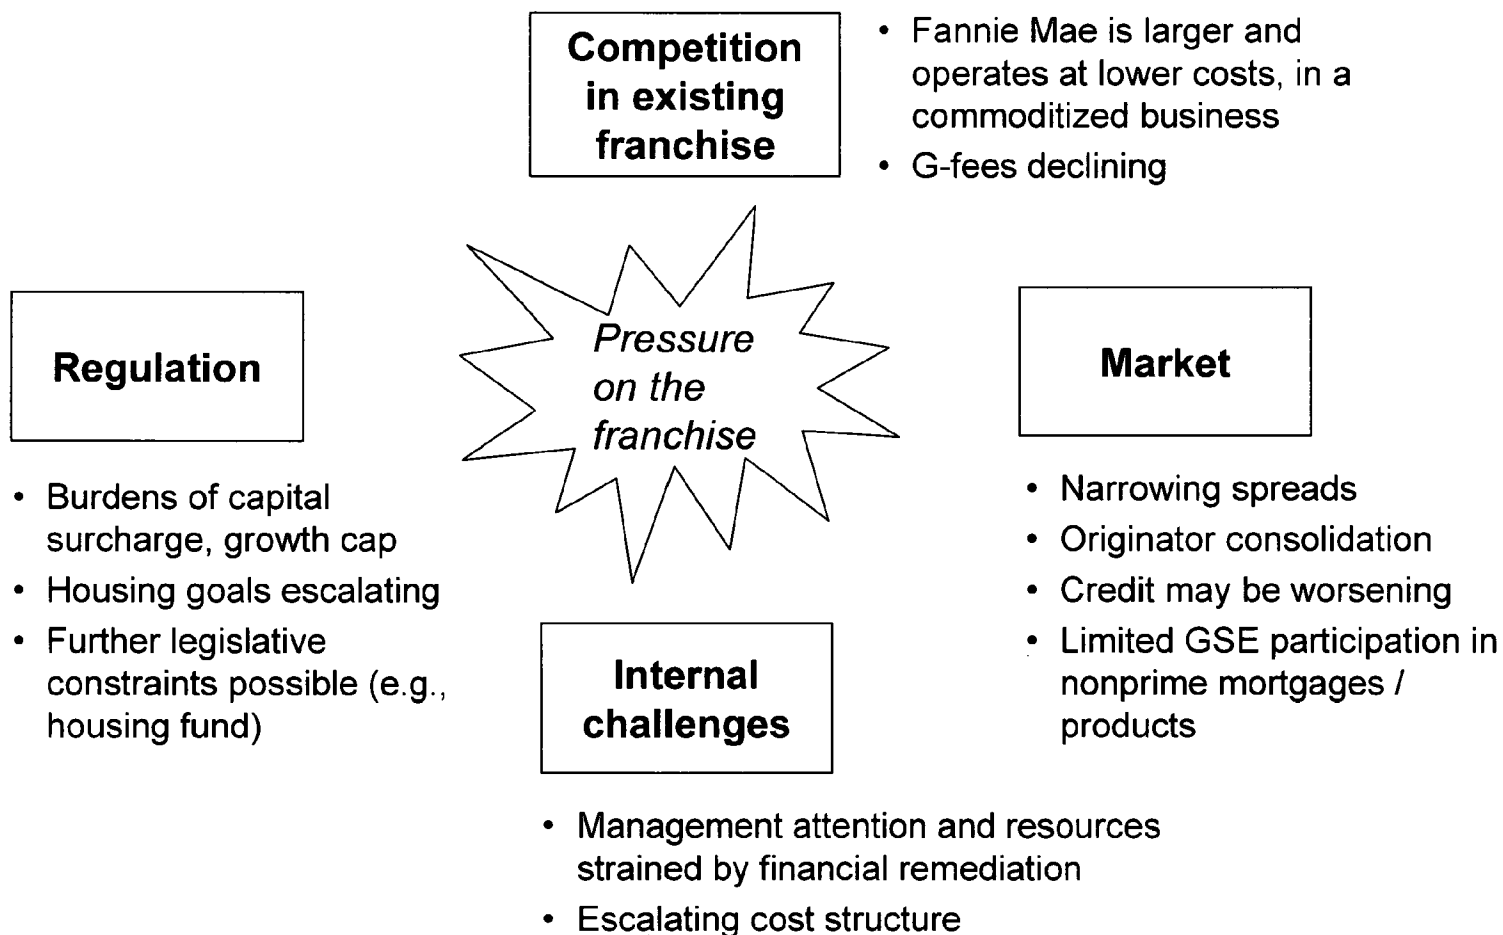 Competition
in existing
franchise
• Fannie Mae is larger and
operates at lower costs, in a
commoditized business
• G-fees declining
Regulation
• Burdens of capital
surcharge, growth cap
• Housing goals escalating
• Further legislative
constraints possible (e.g.,
housing fund)
Pressure
on the
franchise
Market
• Narrowing spreads
• Originator consolidation
• Credit may be worsening
• Limited GSE participation in
nonprime mortgages /
products
Internal
challenges
• Management attention and resources
strained by financial remediation
• Escalating cost structure